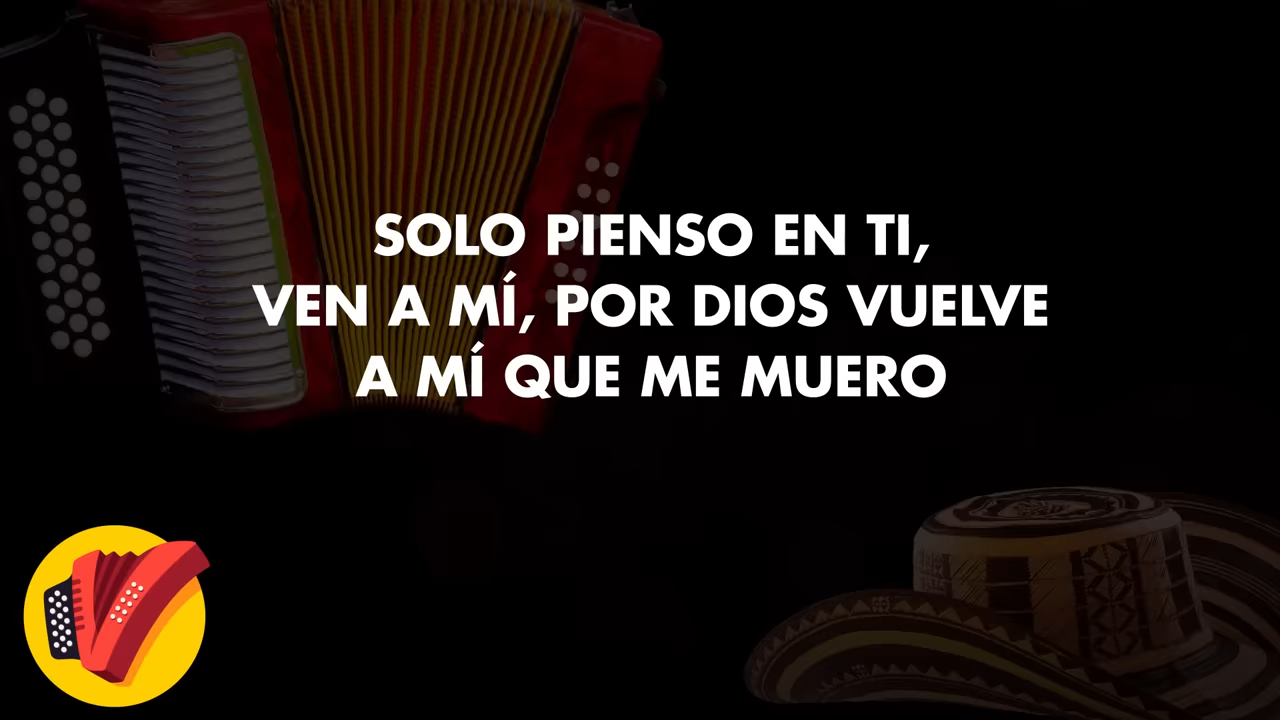 SOLO PIENSO EN TI,
VEN A MÍ, POR DIOS VUELVE
A MÍ QUE ME MUERO